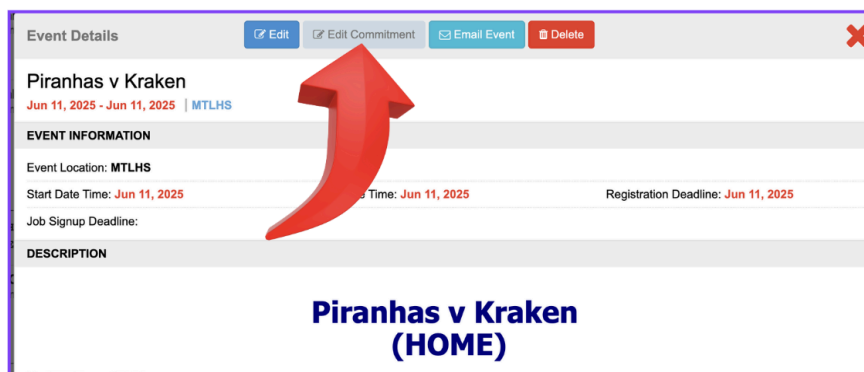 Event Details
Edit
Edit Commitment
Email Event
Delete
Piranhas v Kraken
Jun 11, 2025 - Jun 11, 2025 | MTLHS
EVENT INFORMATION
Event Location: MTLHS
Start Date Time: Jun 11, 2025
Time: Jun 11, 2025
Registration Deadline: Jun 11, 2025
Job Signup Deadline:
DESCRIPTION
Piranhas v Kraken
(HOME)